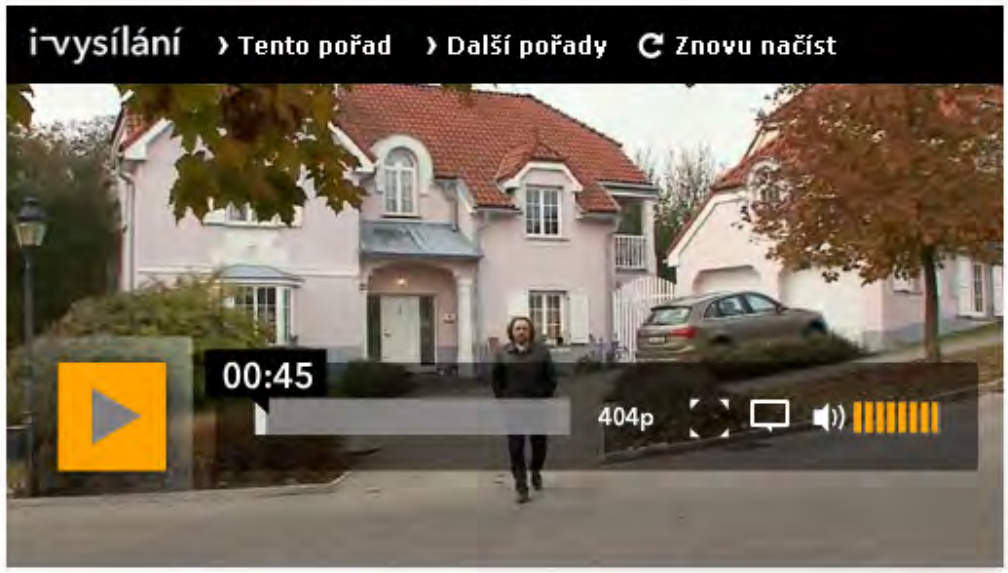 i-vysílání › Tento pořad › Další pořady Znovu načíst
00:45
404p